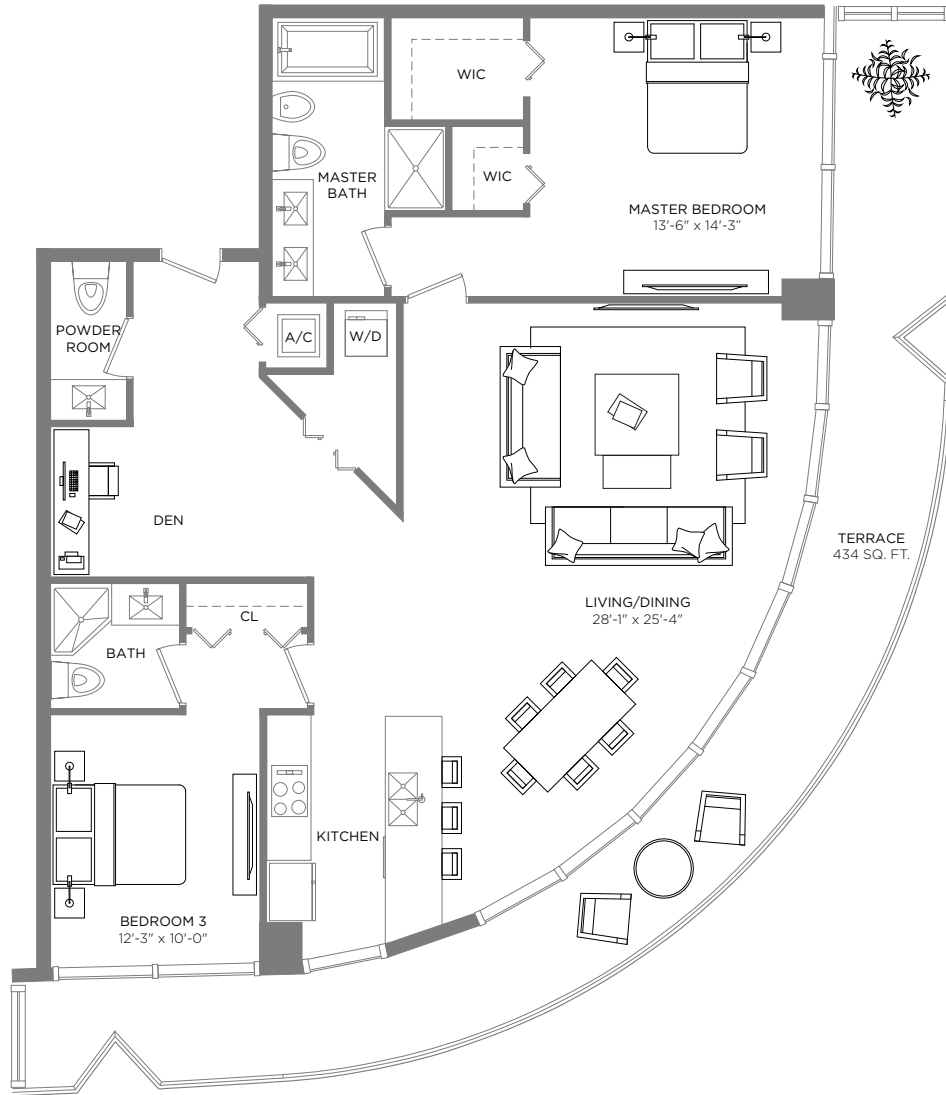 WIC
WIC
MASTER
BATH
MASTER BEDROOM
13'-6" x 14'-3"
POWDER
ROOM
A/C
W/D
DEN
TERRACE
434 SQ. FT.
LIVING/DINING
28'-1" x 25'-4"
CL
BATH
KITCHEN
BEDROOM 3
12'-3" x 10'-0"